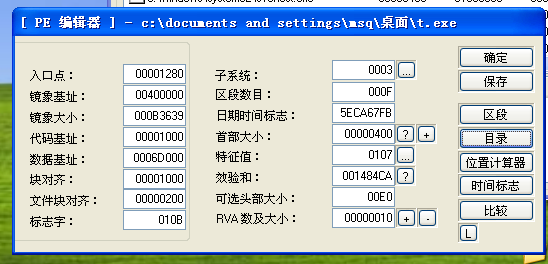 [ PE 编辑器 ] - c:\documents and settings\msq\桌面\t.exe
入口点： 00001280
镜象基址： 00400000
镜象大小： 000B3639
代码基址： 00001000
数据基址： 0006D000
块对齐： 00001000
文件块对齐： 00000200
标志字： 010B
子系统： 0003 ...
区段数目： 000F
日期时间标志： 5ECA67FB
首部大小： 00000400 ? +
特征值： 0107 ...
效验和： 001484CA ?
可选头部大小： 00E0
RVA 数及大小： 00000010 + -
确定
保存
区段
目录
位置计算器
时间标志
比较
L